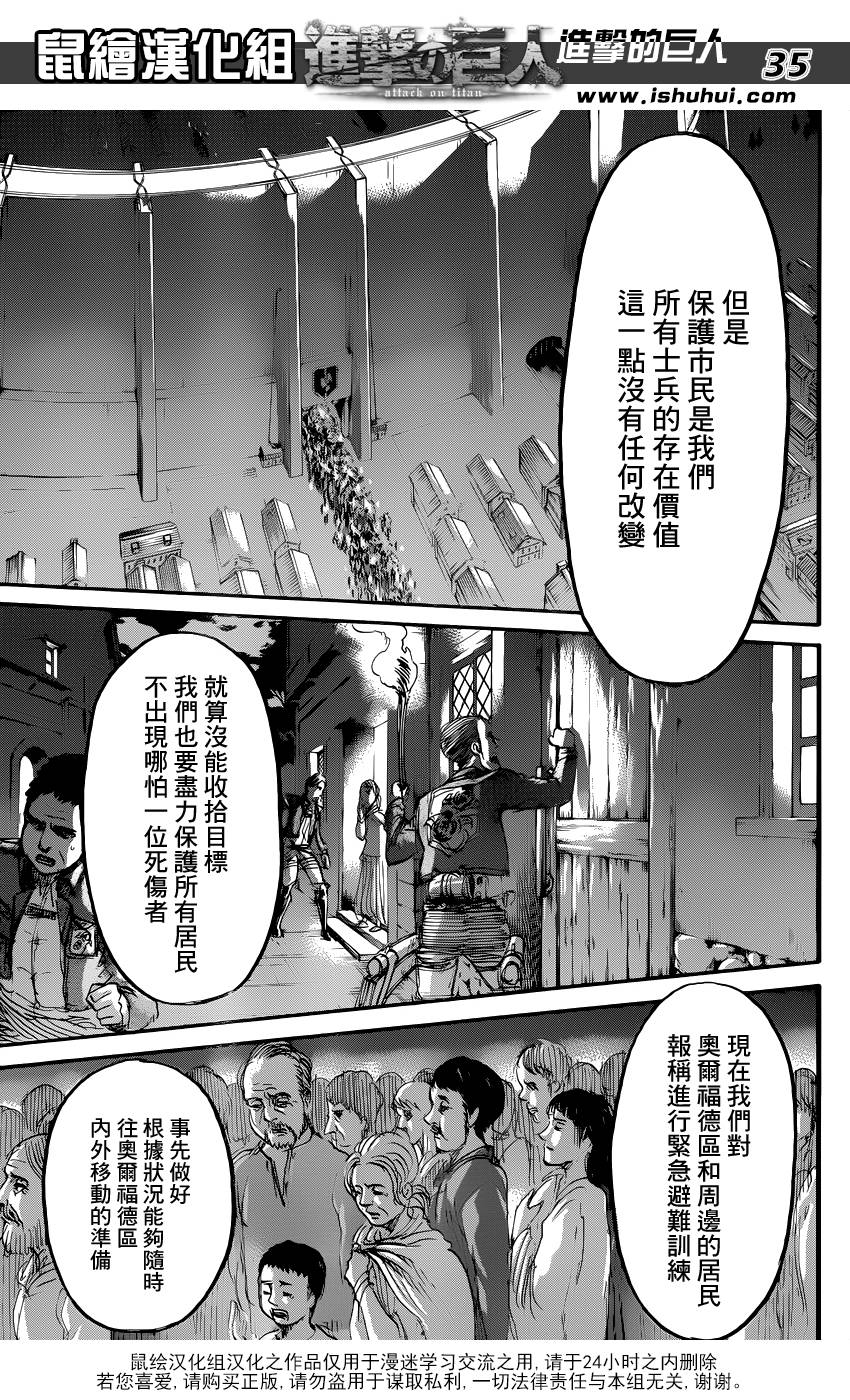 鼠繪漢化組
進撃の巨人
attack on titan
進擊的巨人
35
www.ishuhui.com
但是
保護市民是我們
所有士兵的存在價值
這一點沒有任何改變
就算沒能收拾目標
我們也要盡力保護所有居民
不出現哪怕一位死傷者
現在我們對
奧爾福德區和周邊的居民
報稱進行緊急避難訓練
事先做好
根據狀況能夠隨時
往奧爾福德區
內外移動的準備
鼠绘汉化组汉化之作品仅用于漫迷学习交流之用, 请于24小时之内删除
若您喜爱, 请购买正版, 请勿盗用于谋取私利, 一切法律责任与本组无关, 谢谢。